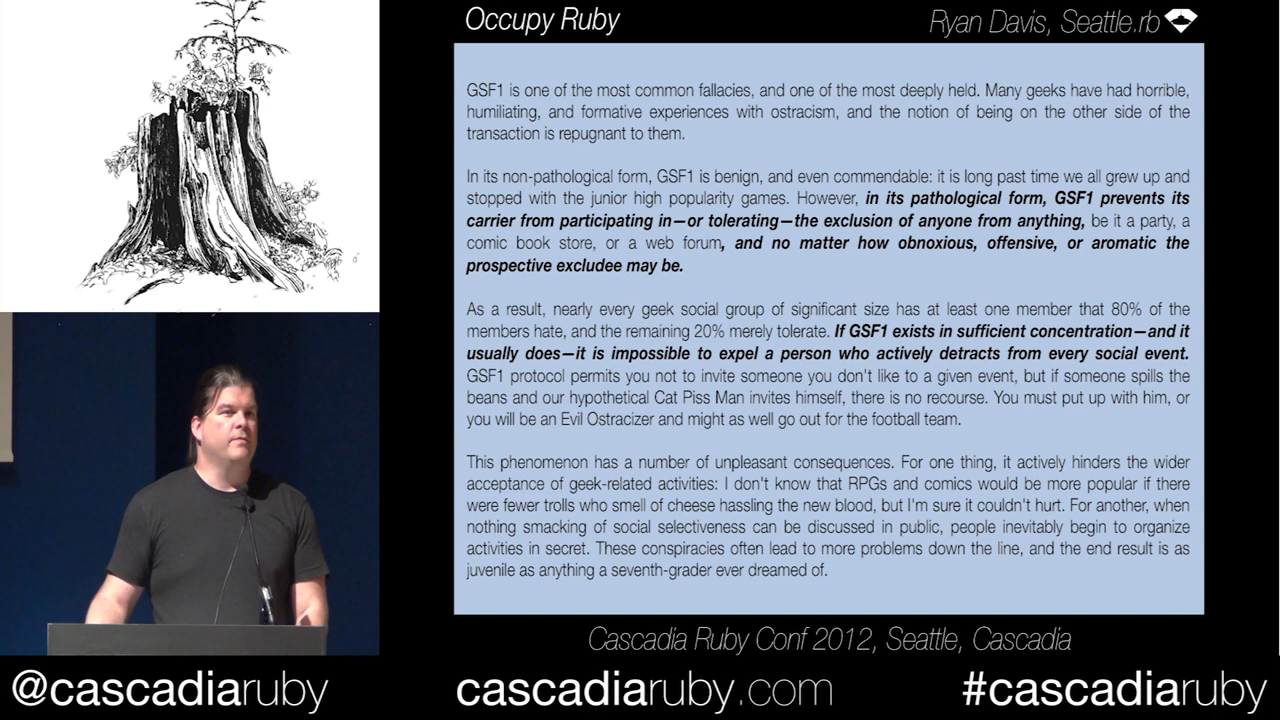 Occupy Ruby
Ryan Davis, Seattle.rb
GSF1 is one of the most common fallacies, and one of the most deeply held. Many geeks have had horrible,
humiliating, and formative experiences with ostracism, and the notion of being on the other side of the
transaction is repugnant to them.
In its non-pathological form, GSF1 is benign, and even commendable: it is long past time we all grew up and
stopped with the junior high popularity games. However, in its pathological form, GSF1 prevents its
carrier from participating in—or tolerating—the exclusion of anyone from anything, be it a party, a
comic book store, or a web forum, and no matter how obnoxious, offensive, or aromatic the
prospective excludee may be.
As a result, nearly every geek social group of significant size has at least one member that 80% of the
members hate, and the remaining 20% merely tolerate. If GSF1 exists in sufficient concentration—and it
usually does—it is impossible to expel a person who actively detracts from every social event.
GSF1 protocol permits you not to invite someone you don't like to a given event, but if someone spills the
beans and our hypothetical Cat Piss Man invites himself, there is no recourse. You must put up with him, or
you will be an Evil Ostracizer and might as well go out for the football team.
This phenomenon has a number of unpleasant consequences. For one thing, it actively hinders the wider
acceptance of geek-related activities: I don't know that RPGs and comics would be more popular if there
were fewer trolls who smell of cheese hassling the new blood, but I'm sure it couldn't hurt. For another, when
nothing smacking of social selectiveness can be discussed in public, people inevitably begin to organize
activities in secret. These conspiracies often lead to more problems down the line, and the end result is as
juvenile as anything a seventh-grader ever dreamed of.
Cascadia Ruby Conf 2012, Seattle, Cascadia
@cascadiaruby
cascadiaruby.com
#cascadiaruby